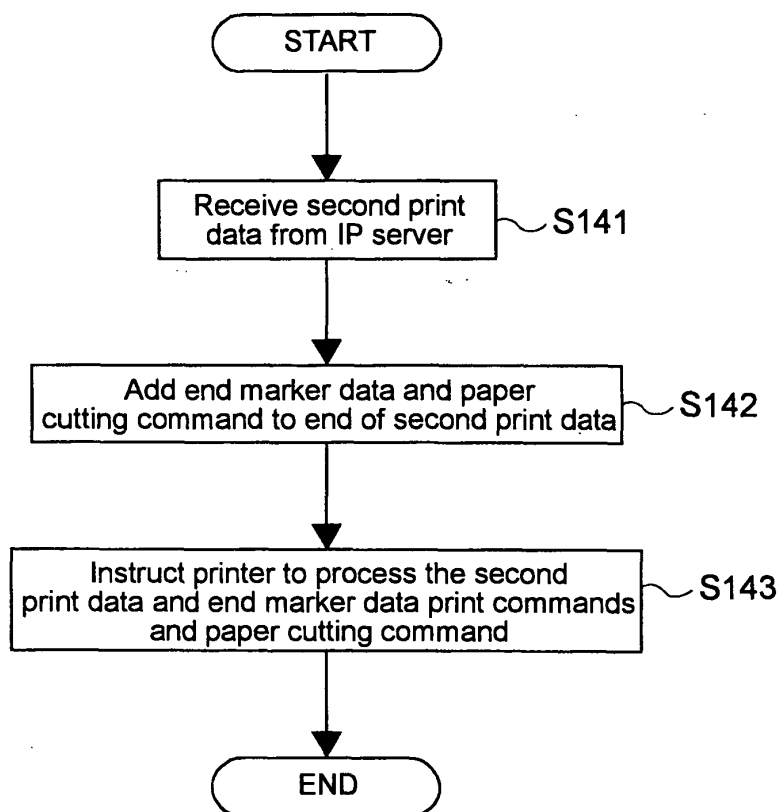 START
Receive second print
data from IP server
S141
Add end marker data and paper
cutting command to end of second print data
S142
Instruct printer to process the second
print data and end marker data print commands
and paper cutting command
S143
END